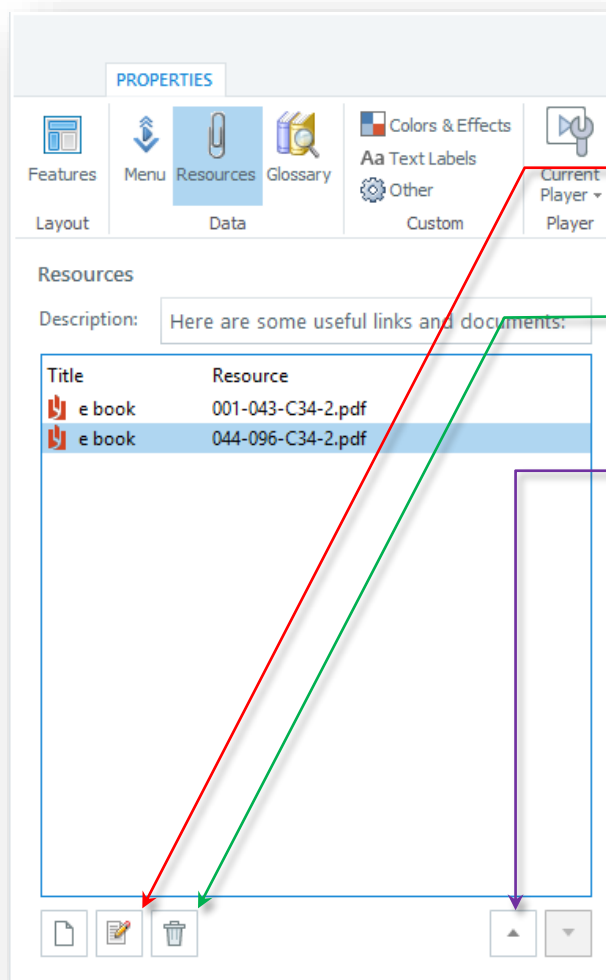 PROPERTIES
Features Menu Resources Glossary
Colors & Effects
Aa Text Labels
Other
Current
Player
Layout Data Custom Player
Resources
Description: Here are some useful links and documents:
Title Resource
e book 001-043-C34-2.pdf
e book 044-096-C34-2.pdf